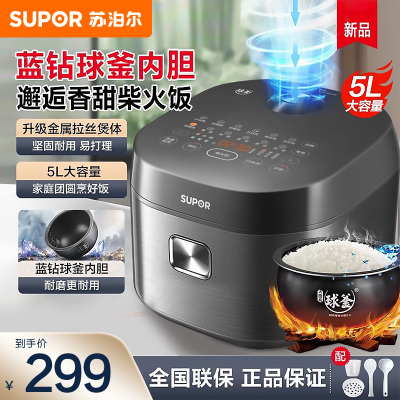 SUPOR 苏泊尔
新品
蓝钻球釜内胆
邂逅香甜柴火饭
升级金属拉丝煲体
坚固耐用 易打理
5L大容量
家庭团圆烹好饭
蓝钻球釜内胆
耐磨更耐用
5L
大容量
球釜
SUPOR
球釜
配
到手价
¥299
全国联保 正品保证